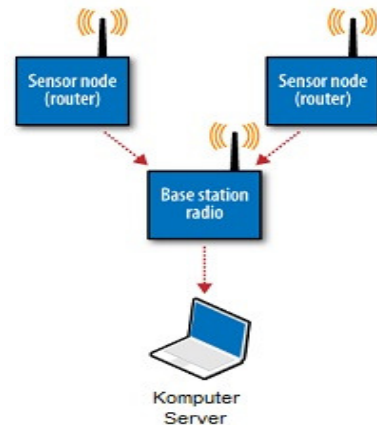 Sensor node
(router)
Sensor node
(router)
Base station
radio
Komputer
Server